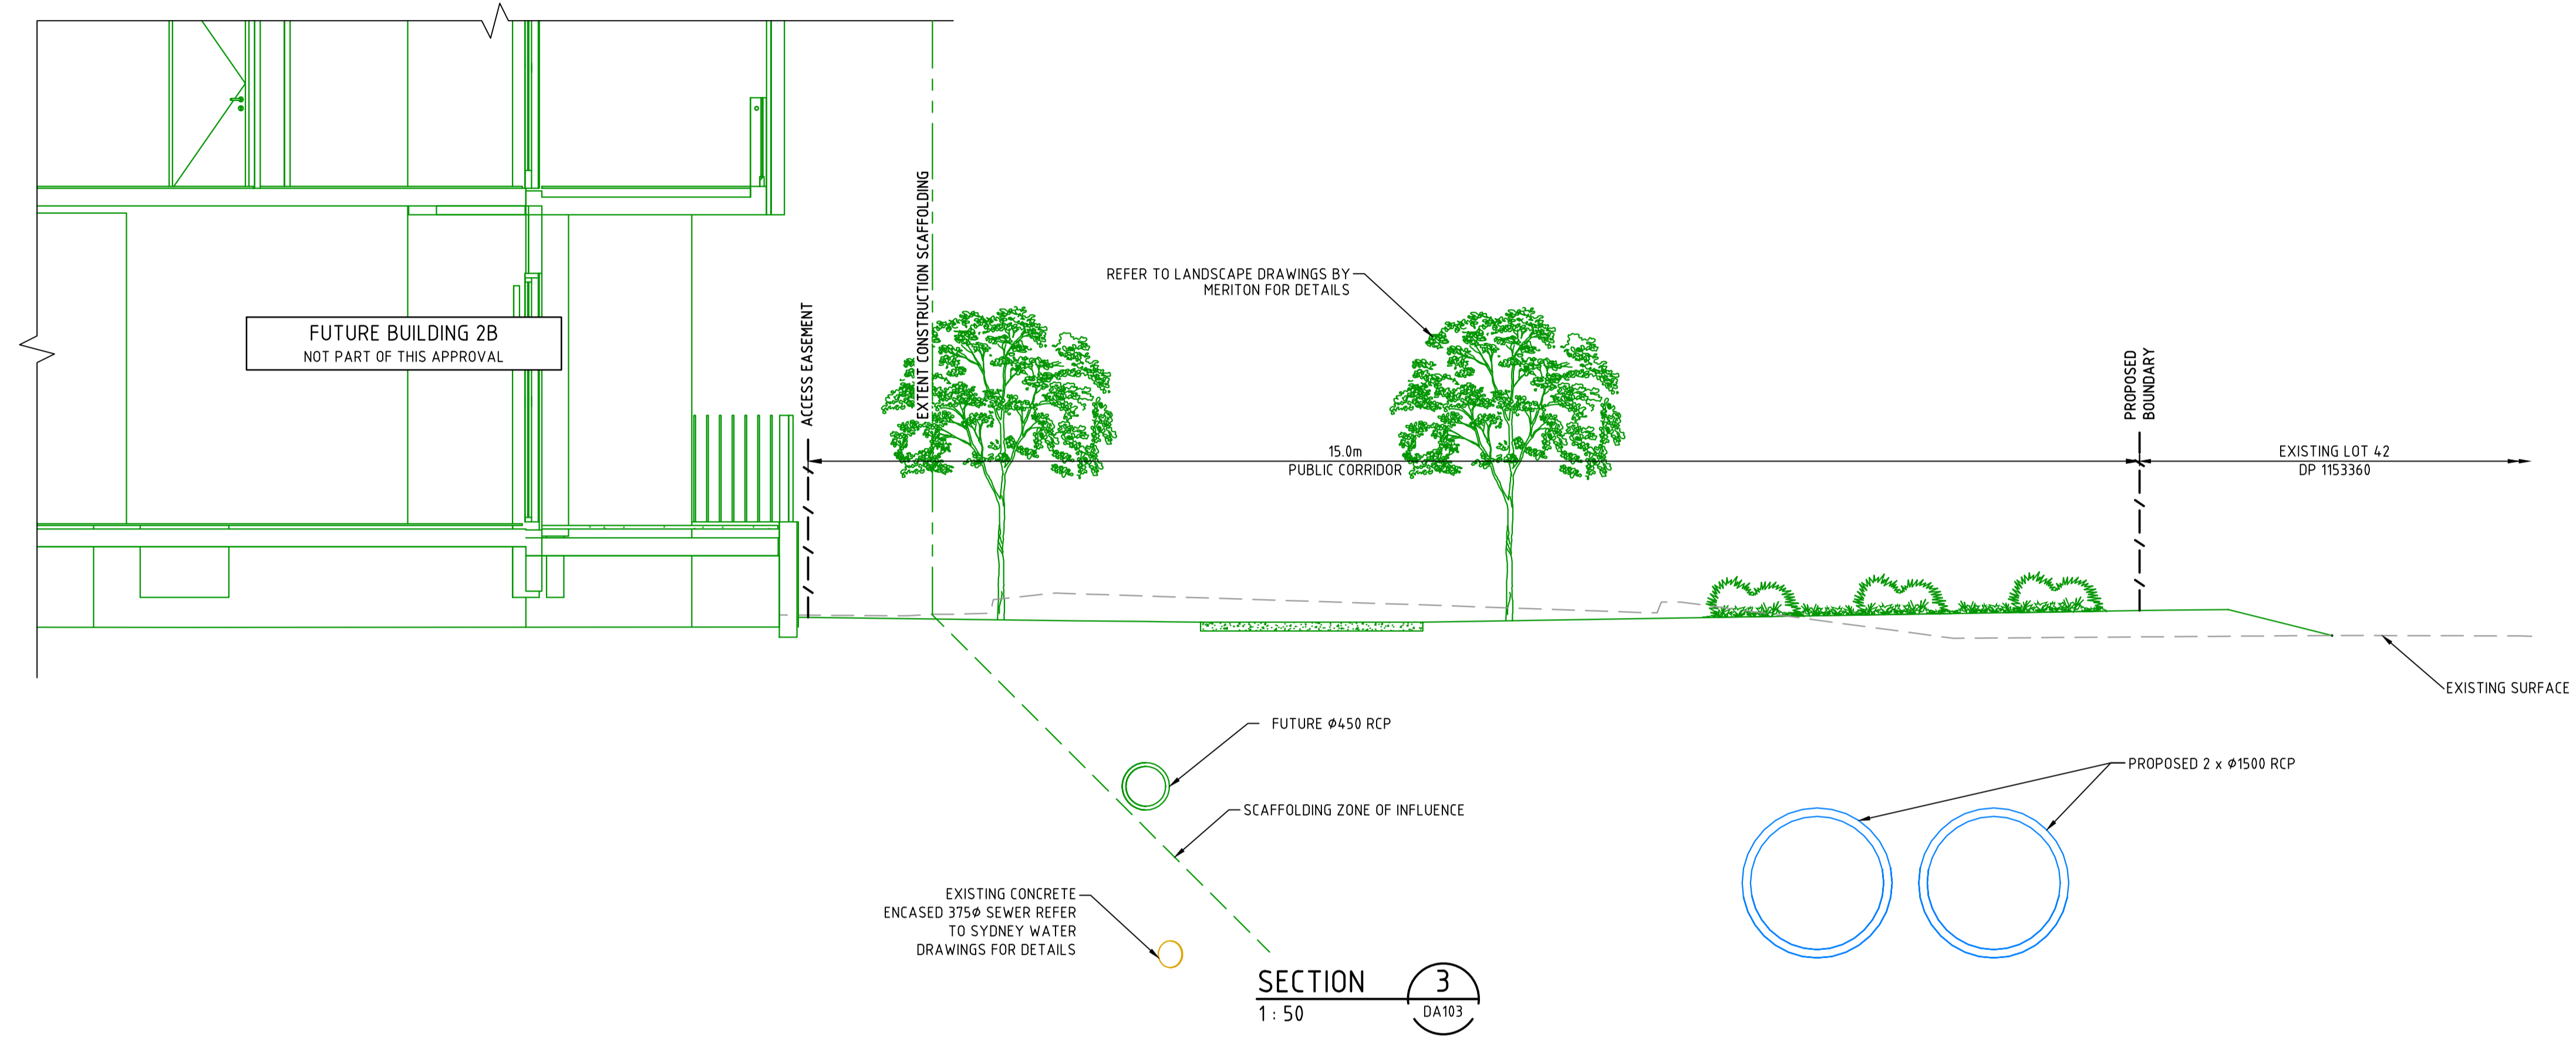 EXTENT CONSTRUCTION SCAFFOLDING
REFER TO LANDSCAPE DRAWINGS BY
MERITON FOR DETAILS
ACCESS EASEMENT
FUTURE BUILDING 2B
NOT PART OF THIS APPROVAL
PROPOSED
BOUNDARY
15.0m
PUBLIC CORRIDOR
EXISTING LOT 42
DP 1153360
EXISTING SURFACE
FUTURE Ø450 RCP
PROPOSED 2 x Ø1500 RCP
SCAFFOLDING ZONE OF INFLUENCE
EXISTING CONCRETE
ENCASED 375Ø SEWER REFER
TO SYDNEY WATER
DRAWINGS FOR DETAILS
SECTION
1 : 50
3
DA103